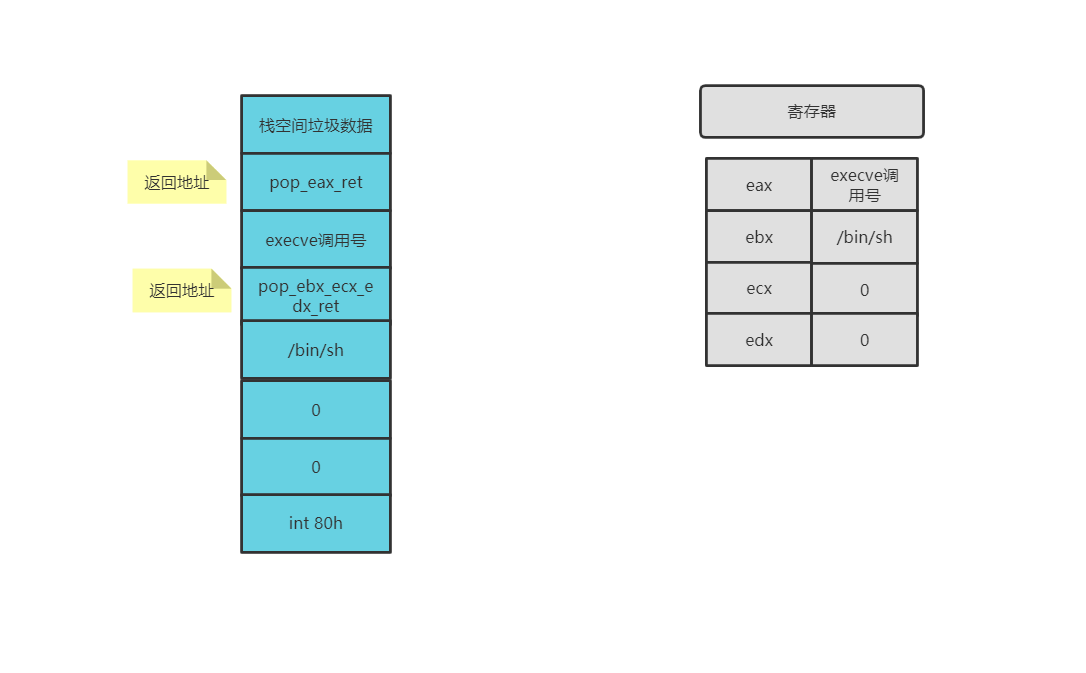 栈空间垃圾数据
返回地址
pop_eax_ret
execve调用号
返回地址
pop_ebx_ecx_e
dx_ret
/bin/sh
0
0
int 80h
寄存器
eax
execve调
用号
ebx
/bin/sh
ecx
0
edx
0